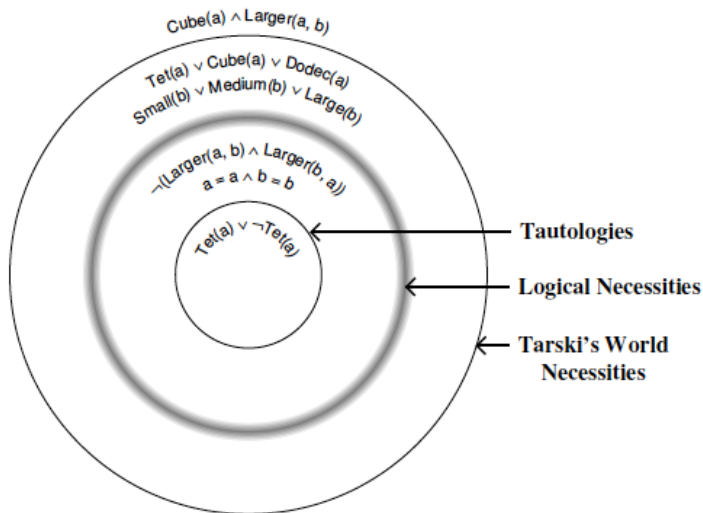 Cube(a) ∧ Larger(a, b)
Tet(a) ∨ Cube(a) ∨ Dodec(a)
Small(b) ∨ Medium(b) ∨ Large(b)
¬(Larger(a, b) ∧ Larger(b, a))
a = a ∧ b = b
Tet(a) ∨ ¬Tet(a)
Tautologies
Logical Necessities
Tarski's World
Necessities